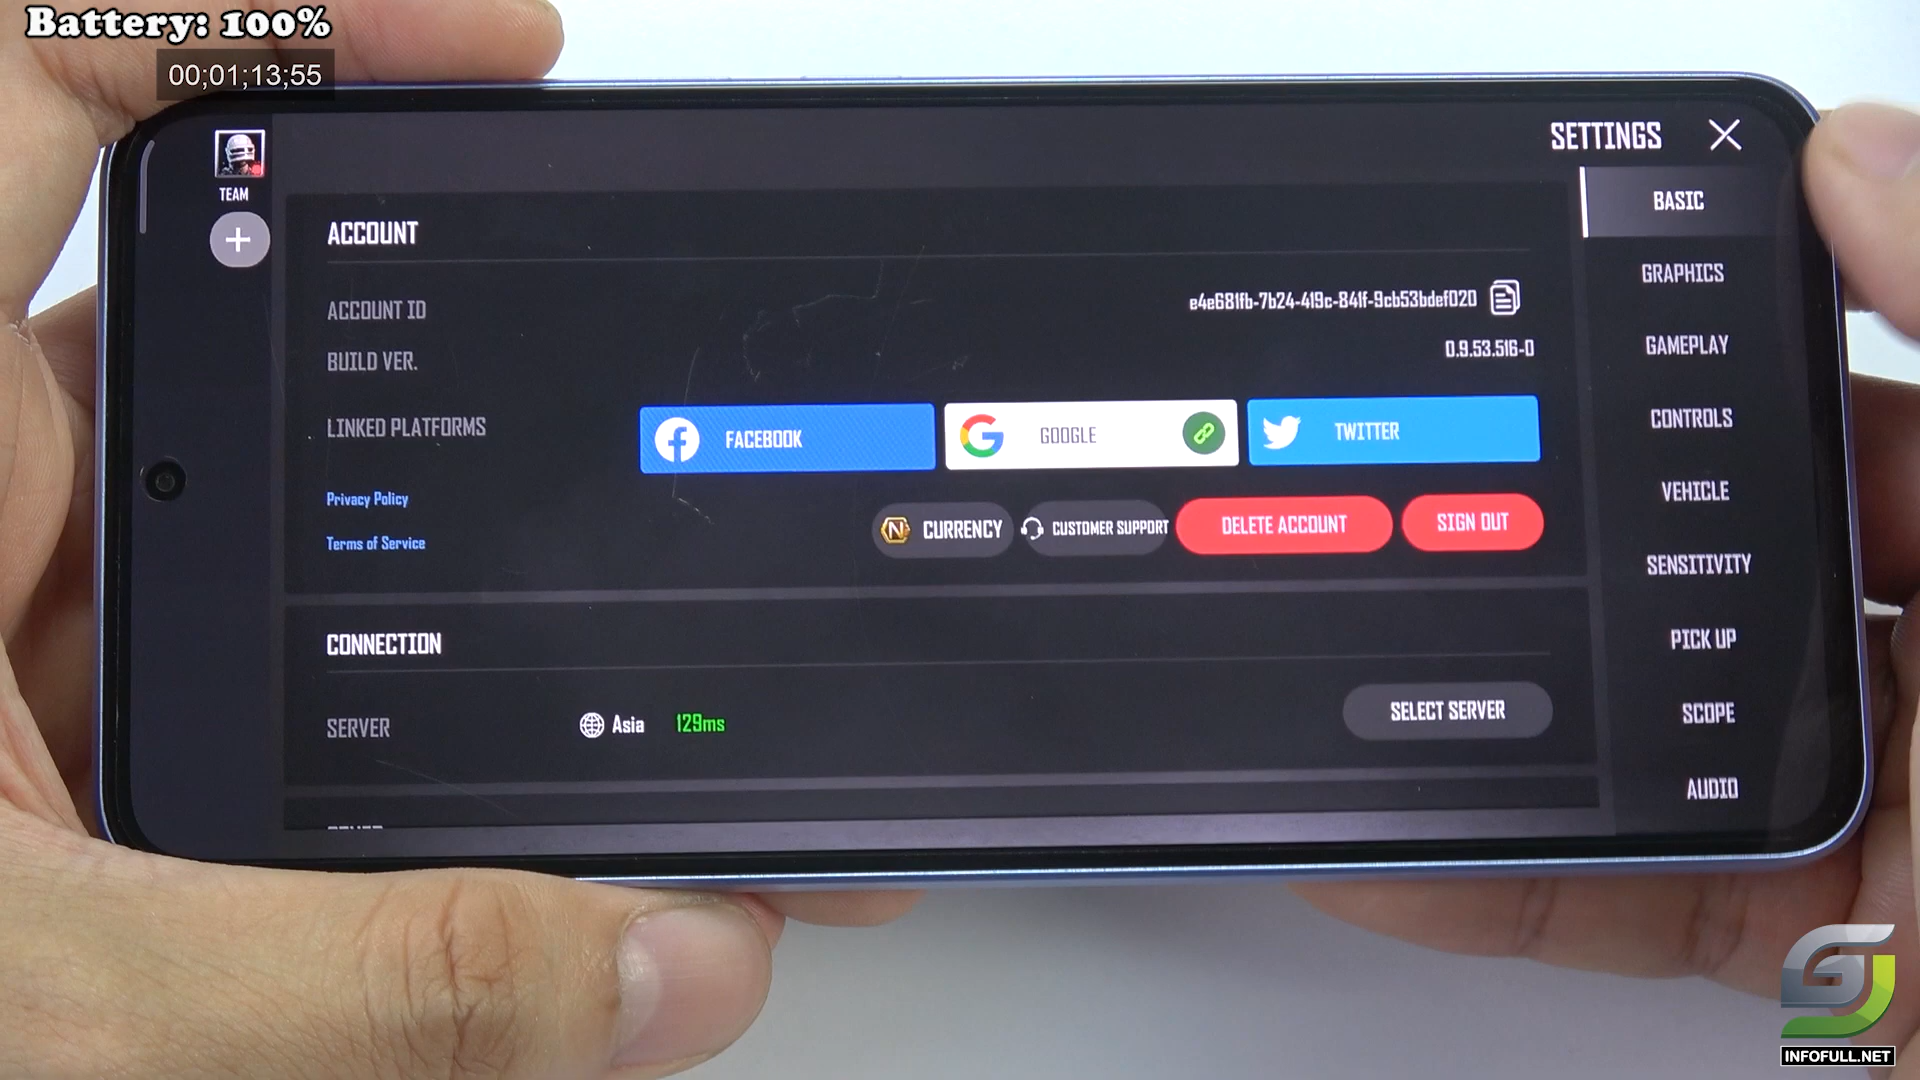 Battery: 100%
00;01;13;55
SETTINGS
TEAM
BASIC
GRAPHICS
GAMEPLAY
CONTROLS
VEHICLE
SENSITIVITY
PICK UP
SCOPE
AUDIO
ACCOUNT
ACCOUNT ID
e4e681fb-7b24-419c-841f-9cb53bdef020
BUILD VER.
0.9.53.516-0
LINKED PLATFORMS
FACEBOOK
GOOGLE
TWITTER
Privacy Policy
Terms of Service
CURRENCY
CUSTOMER SUPPORT
DELETE ACCOUNT
SIGN OUT
CONNECTION
SERVER
Asia
129ms
SELECT SERVER
INFOFULL.NET